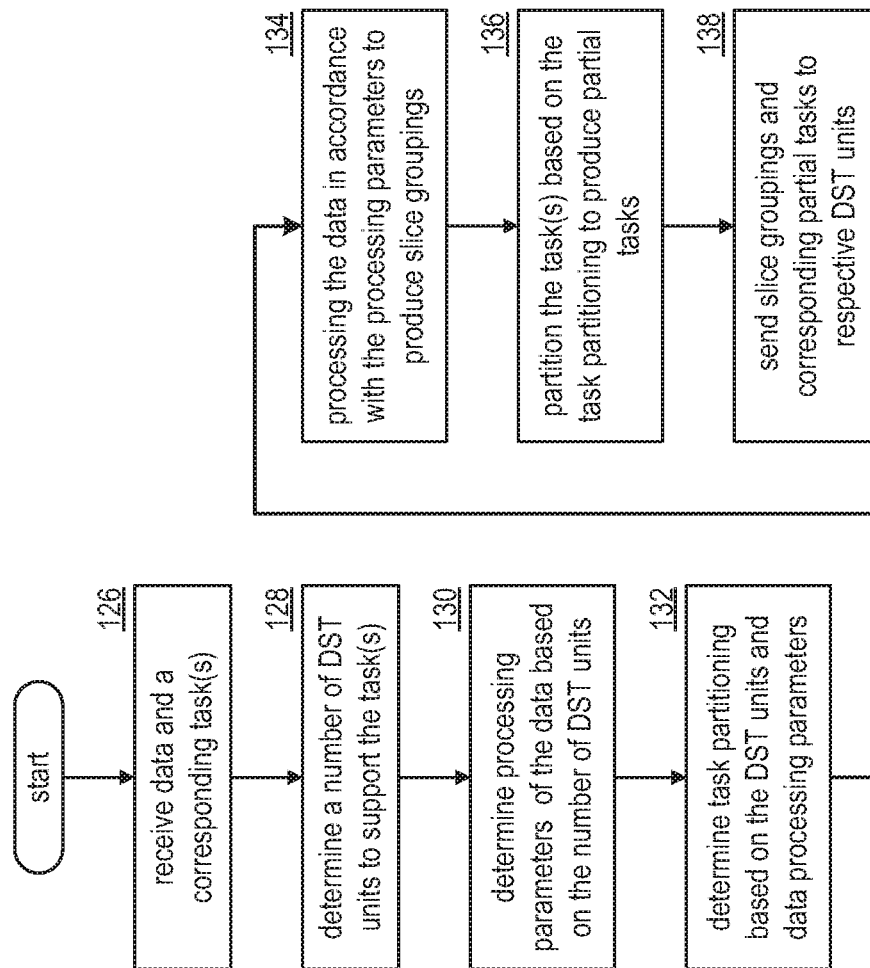 start
126
receive data and a
corresponding task(s)
128
determine a number of DST
units to support the task(s)
130
determine processing
parameters of the data based
on the number of DST units
132
determine task partitioning
based on the DST units and
data processing parameters
134
processing the data in accordance
with the processing parameters to
produce slice groupings
136
partition the task(s) based on the
task partitioning to produce partial
tasks
138
send slice groupings and
corresponding partial tasks to
respective DST units